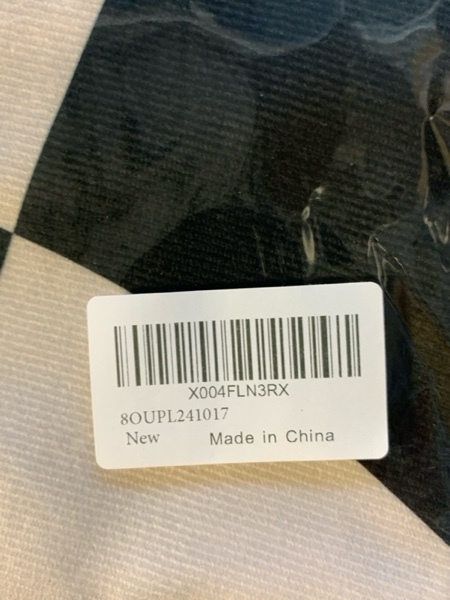 X004FLN3RX
8OUPL241017
New Made in China